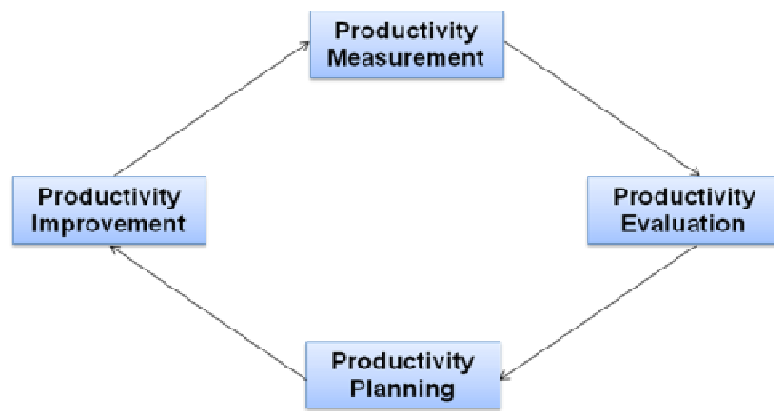 Productivity
Measurement
Productivity
Improvement
Productivity
Evaluation
Productivity
Planning